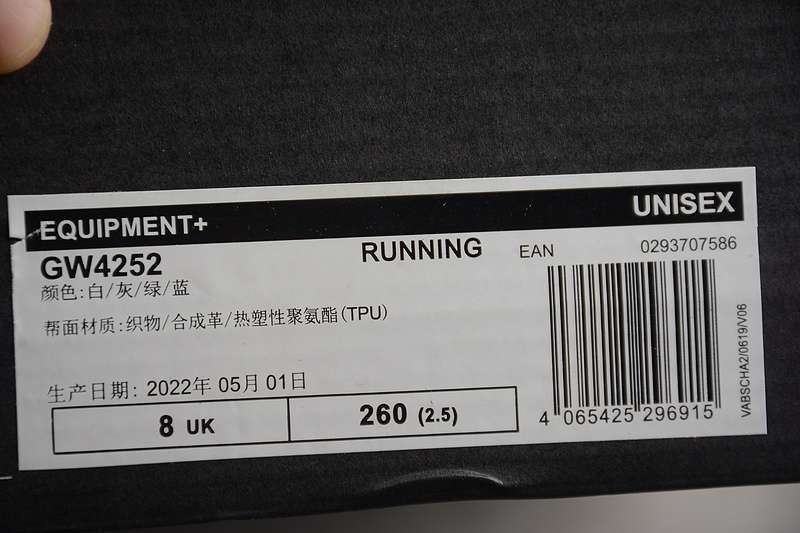 EQUIPMENT+ UNISEX
GW4252 RUNNING EAN 0293707586
颜色:白/灰/绿/蓝
帮面材质:织物/合成革/热塑性聚氨酯(TPU)
生产日期: 2022年 05月 01日
8 UK 260 (2.5)
4 065425 296915
VABSCHA2/0619/V06